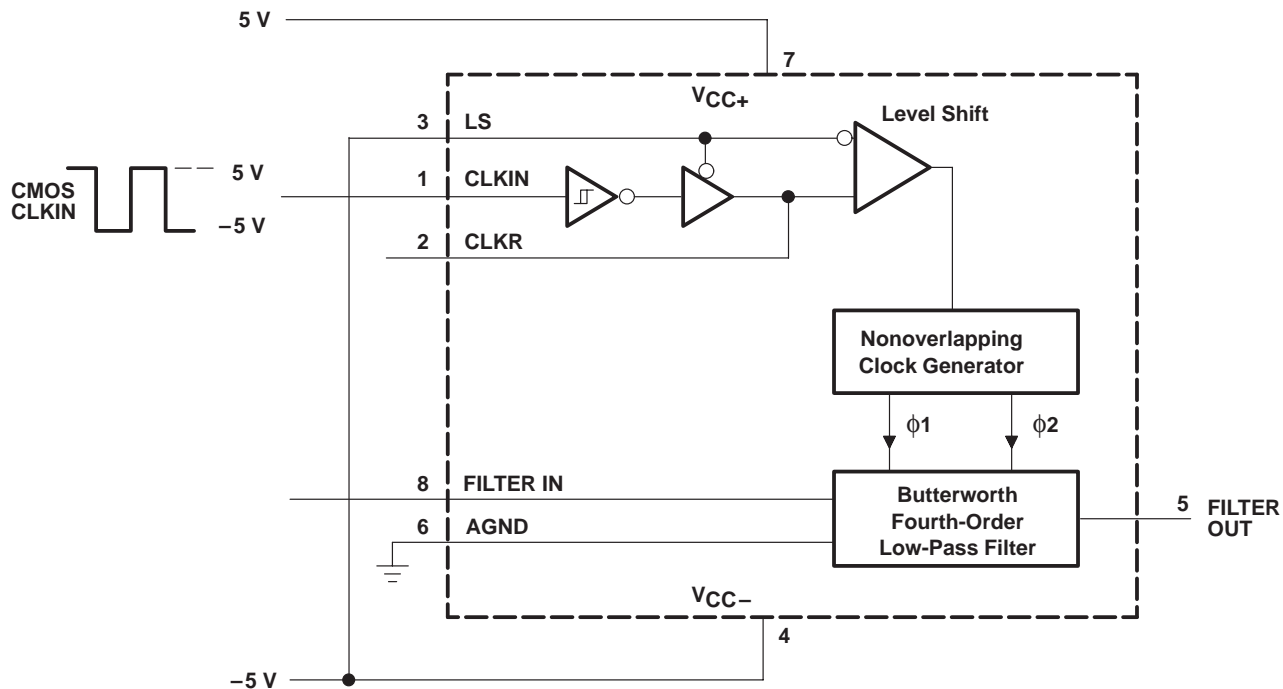 5 V
7
VCC+
Level Shift
3 LS
5 V
CMOS
CLKIN
1 CLKIN
–5 V
2 CLKR
Nonoverlapping
Clock Generator
ϕ1
ϕ2
8 FILTER IN
Butterworth
Fourth-Order
Low-Pass Filter
5 FILTER
OUT
6 AGND
VCC–
4
–5 V